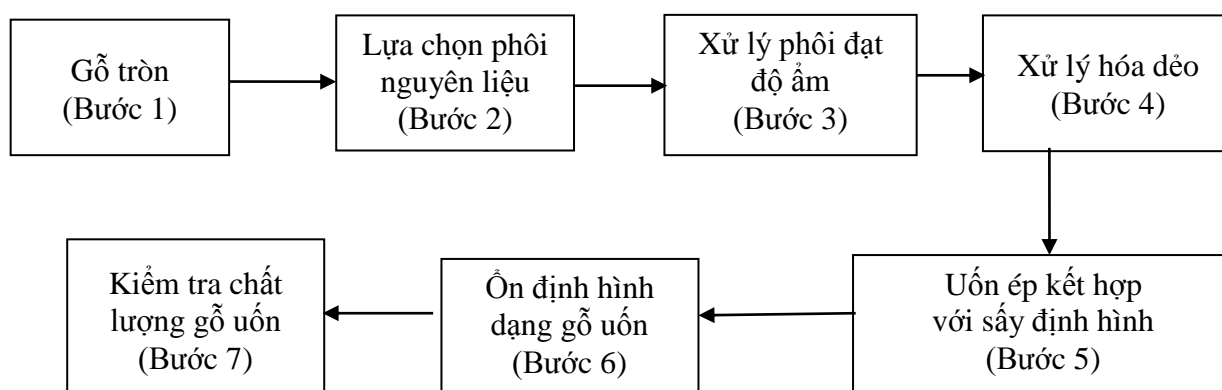 Gỗ tròn
(Bước 1)
Lựa chọn phôi
nguyên liệu
(Bước 2)
Xử lý phôi đạt
độ ẩm
(Bước 3)
Xử lý hóa dẻo
(Bước 4)
Uốn ép kết hợp
với sấy định hình
(Bước 5)
Ổn định hình
dạng gỗ uốn
(Bước 6)
Kiểm tra chất
lượng gỗ uốn
(Bước 7)